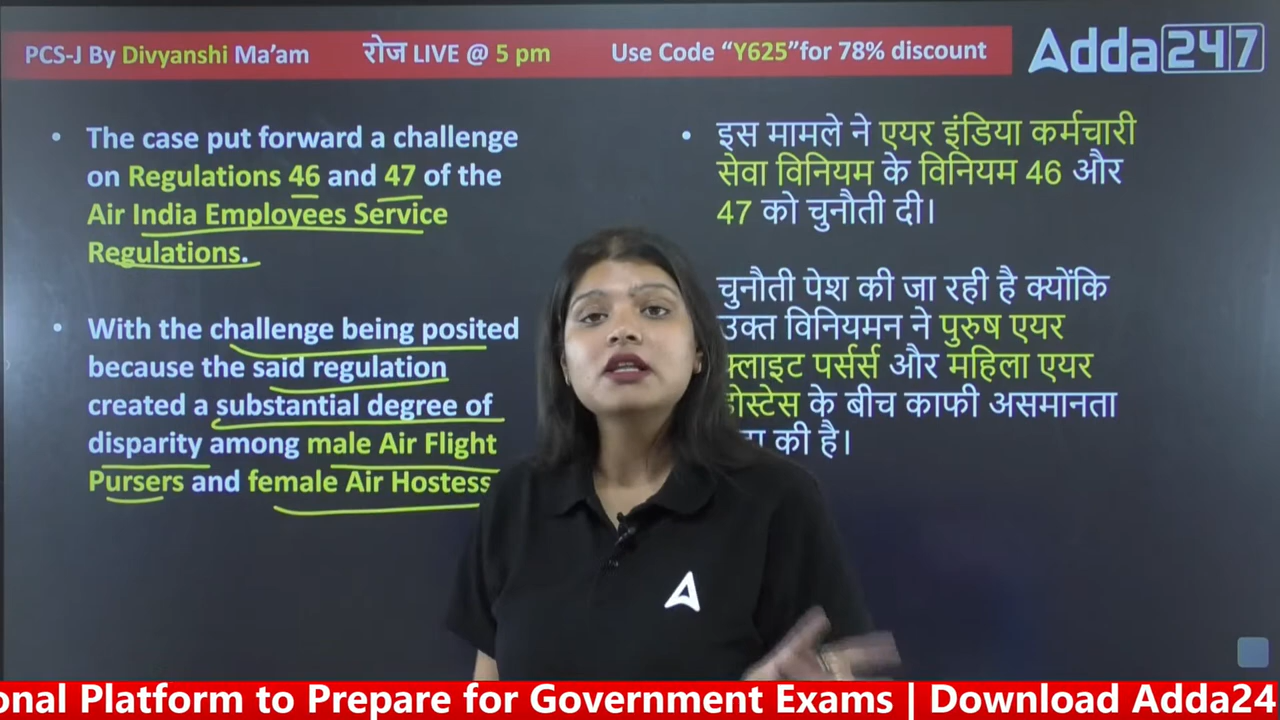 PCS-J By Divyanshi Ma’am रोज LIVE @ 5 pm Use Code “Y625”for 78% discount
Adda247
• The case put forward a challenge
on Regulations 46 and 47 of the
Air India Employees Service
Regulations.
• With the challenge being posited
because the said regulation
created a substantial degree of
disparity among male Air Flight
Pursers and female Air Hostess
• इस मामले ने एयर इंडिया कर्मचारी
सेवा विनियम के विनियम 46 और
47 को चुनौती दी।
चुनौती पेश की जा रही है क्योंकि
उक्त विनियमन ने पुरुष एयर
फ्लाइट पर्सर्स और महिला एयर
होस्टेस के बीच काफी असमानता
की है।
onal Platform to Prepare for Government Exams | Download Adda24